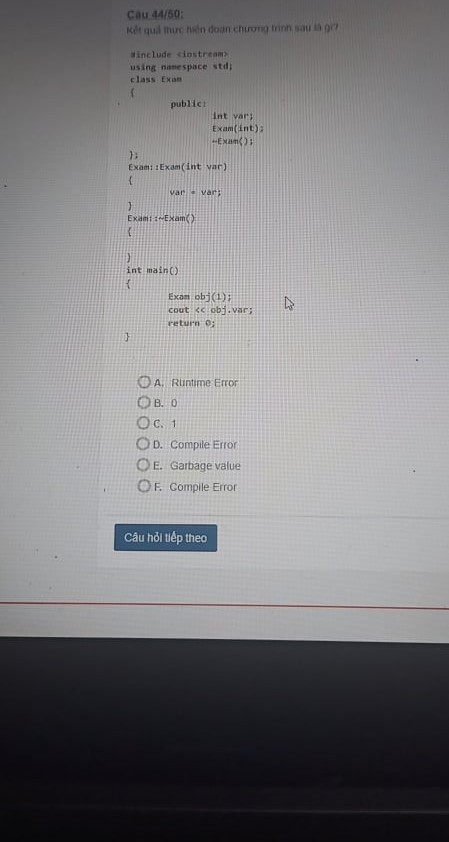 Câu 44/50:
Kết quả thực hiện đoạn chương trình sau là gì?
#include <iostream>
using namespace std;
class Exam
{
public:
int var;
Exam(int);
~Exam();
};
Exam::Exam(int var)
{
var = var;
}
Exam::~Exam()
{
}
int main()
{
Exam obj(1);
cout << obj.var;
return 0;
}
A. Runtime Error
B. 0
C. 1
D. Compile Error
E. Garbage value
F. Compile Error
Câu hỏi tiếp theo